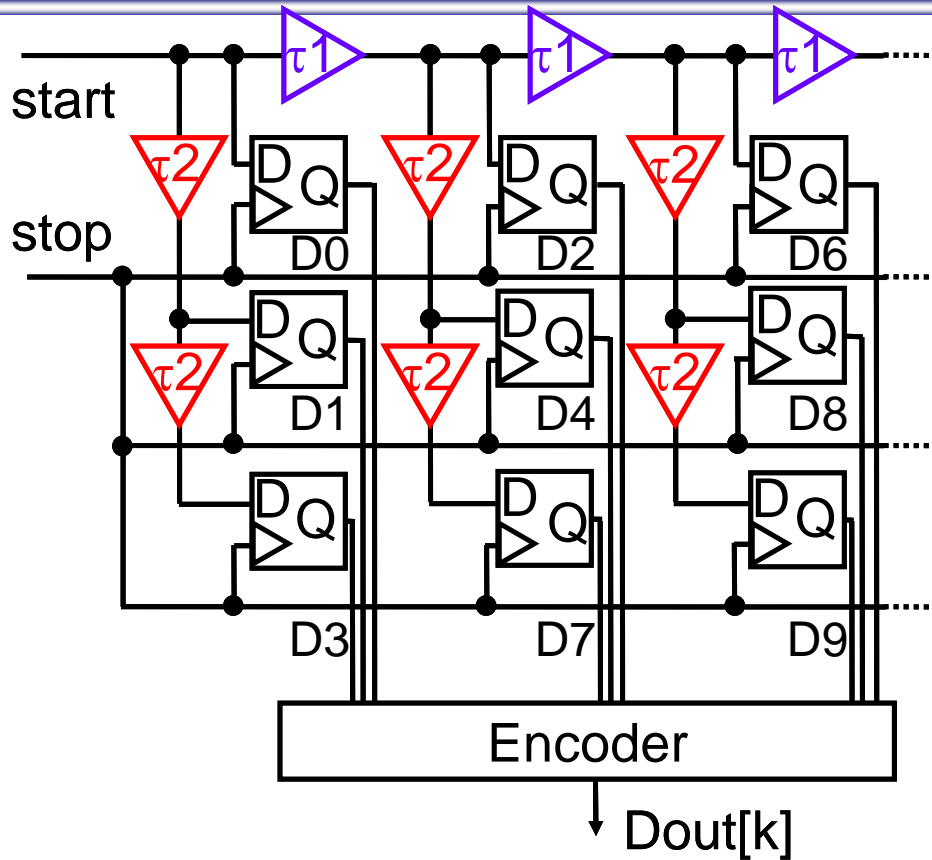 τ1 τ1 τ1
start
τ2 D Q τ2 D Q τ2 D Q
stop
D0 D2 D6
D Q D Q D Q
τ2 τ2 τ2
D1 D4 D8
D Q D Q D Q
D3 D7 D9
Encoder
Dout[k]